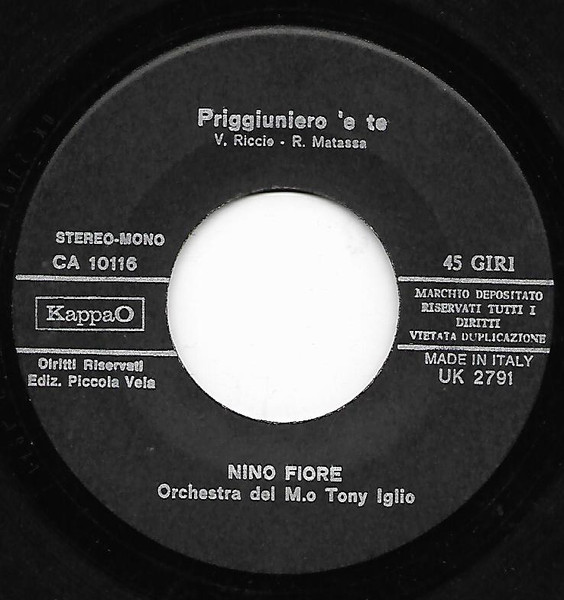 Priggiuniero 'e te
V. Riccio - R. Matassa
STEREO-MONO
CA 10116
KappaO
Diritti Riservati
Ediz. Piccola Vela
45 GIRI
MARCHIO DEPOSITATO
RISERVATI TUTTI I
DIRITTI
VIETATA DUPLICAZIONE
MADE IN ITALY
UK 2791
NINO FIORE
Orchestra del M.o Tony Iglio